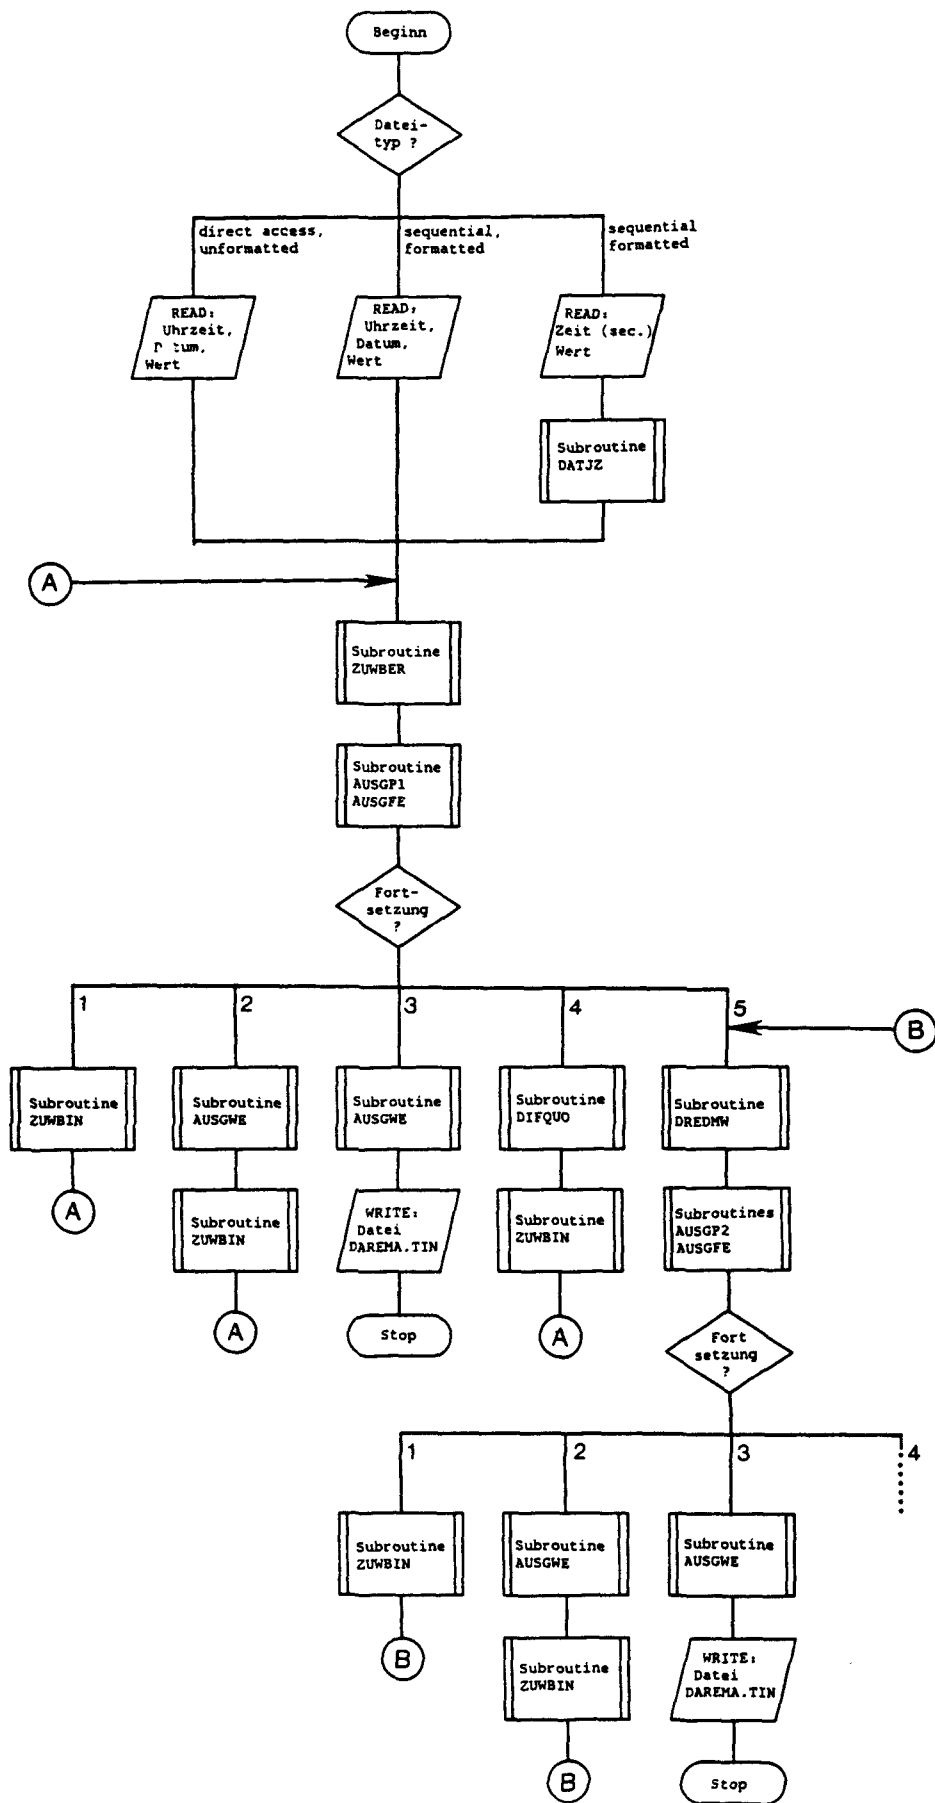 Beginn
Datei-
typ ?
direct access,
unformatted
sequential,
formatted
sequential
formatted
READ:
Uhrzeit,
Wert
READ:
Uhrzeit,
Datum,
Wert
READ:
Zeit (sec.)
Wert
Subroutine
DATJZ
A
Subroutine
ZUWBER
Subroutine
AUSGP1
AUSGFE
Fort-
setzung
?
1
2
3
4
5
B
Subroutine
ZUWBIN
Subroutine
AUSGWE
Subroutine
AUSGWE
Subroutine
DIFQUO
Subroutine
DREDMW
A
Subroutine
ZUWBIN
WRITE:
Datei
DAREMA.TIN
Subroutine
ZUWBIN
Subroutines
AUSGP2
AUSGFE
A
Stop
A
Fort
setzung
?
1
2
3
4
Subroutine
ZUWBIN
Subroutine
AUSGWE
Subroutine
AUSGWE
B
Subroutine
ZUWBIN
WRITE:
Datei
DAREMA.TIN
B
Stop